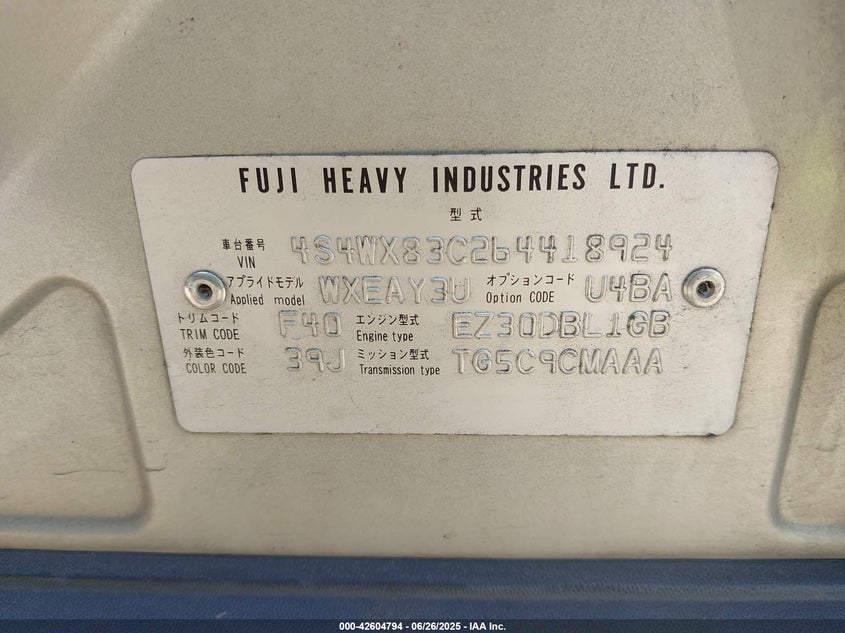 FUJI HEAVY INDUSTRIES LTD.
型式
車台番号 VIN 4S4WX83C264418924
アプライドモデル Applied model WXEAY3U オプションコード Option CODE U4BA
トリムコード TRIM CODE F40 エンジン型式 Engine type EZ30DBL1GB
外装色コード COLOR CODE 39J ミッション型式 Transmission type TG5C9CMAAA
000-42604794 - 06/26/2025 - IAA Inc.